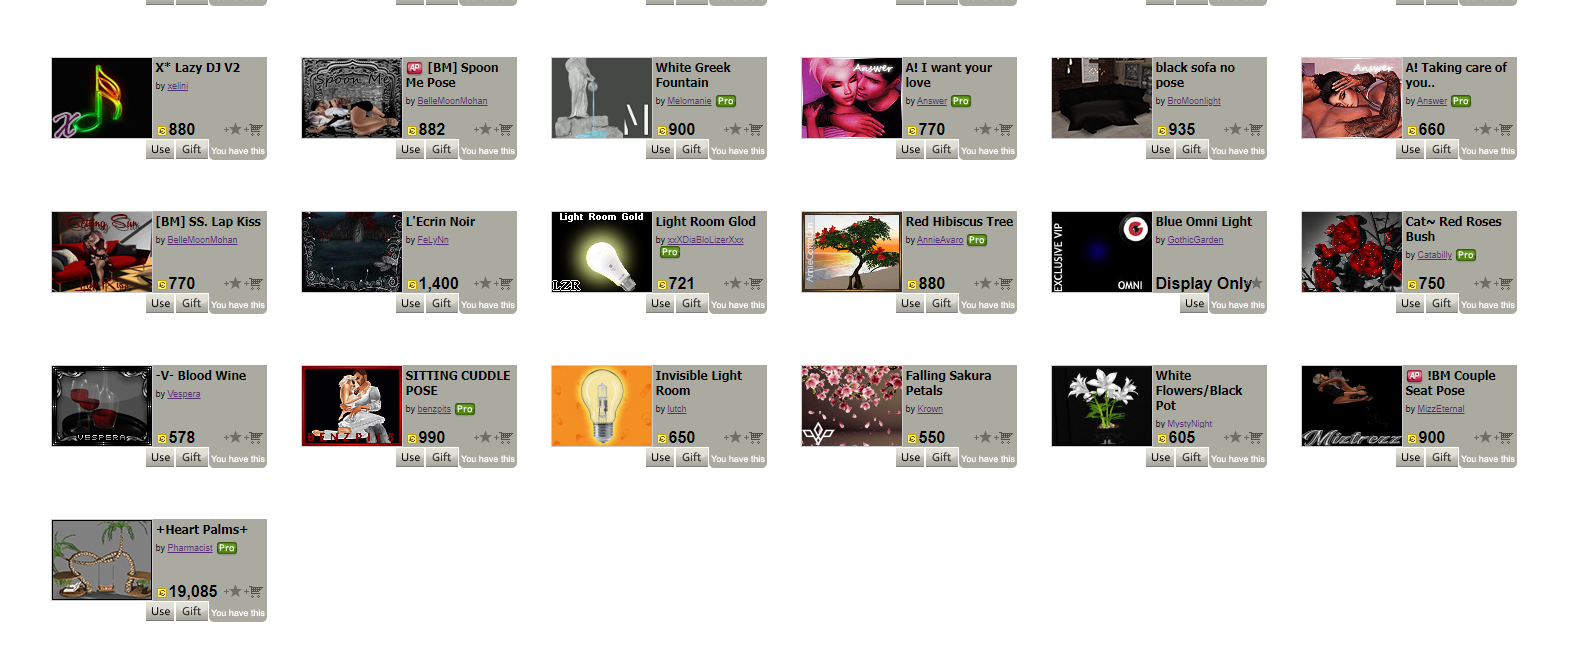 X* Lazy DJ V2
by xelini
880
Use Gift You have this
AP [BM] Spoon
Me Pose
by BelleMoonMohan
Spoon Me
882
Use Gift You have this
White Greek
Fountain
by Melomanie Pro
900
Use Gift You have this
A! I want your
love
by Answer Pro
Answer
770
Use Gift You have this
black sofa no
pose
by BroMoonlight
935
Use Gift You have this
A! Taking care of
you..
by Answer Pro
Answer
660
Use Gift You have this
[BM] SS. Lap Kiss
by BelleMoonMohan
770
Use Gift You have this
L'Ecrin Noir
by FeLyNn
1,400
Use Gift You have this
Light Room Gold
LZR
Light Room Glod
by xxXDiaBloLizerXxx
Pro
721
Use Gift You have this
Red Hibiscus Tree
by AnnieAvaro Pro
880
Use Gift You have this
EXCLUSIVE VIP
OMNI
Blue Omni Light
by GothicGarden
Display Only
Use You have this
Cat~ Red Roses
Bush
by Catabilly Pro
750
Use Gift You have this
VESPERA
-V- Blood Wine
by Vespera
578
Use Gift You have this
SITTING CUDDLE
POSE
by benzpits Pro
990
Use Gift You have this
Invisible Light
Room
by lutch
650
Use Gift You have this
Falling Sakura
Petals
by Krown
550
Use Gift You have this
White
Flowers/Black
Pot
by MystyNight
605
Use Gift You have this
AP !BM Couple
Seat Pose
by MizzEternal
900
Use Gift You have this
+Heart Palms+
by Pharmacist Pro
19,085
Use Gift You have this